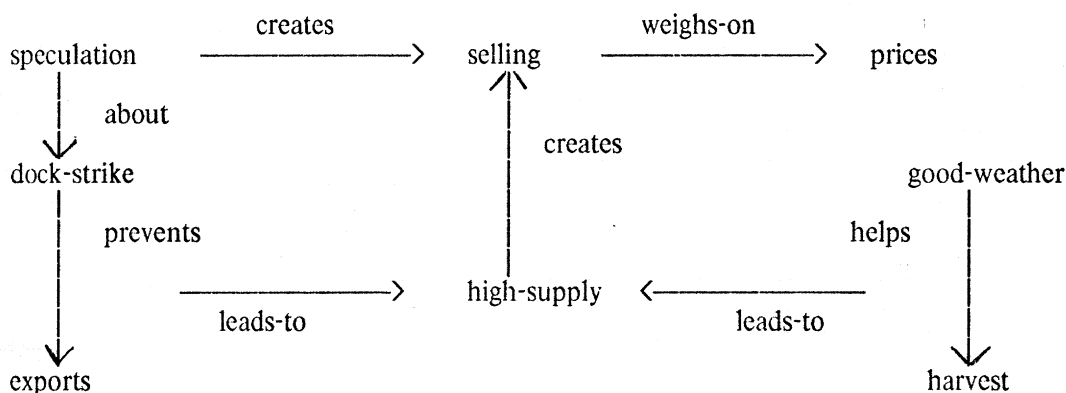 creates
weighs-on
speculation
selling
prices
about
creates
dock-strike
good-weather
prevents
helps
high-supply
leads-to
leads-to
exports
harvest